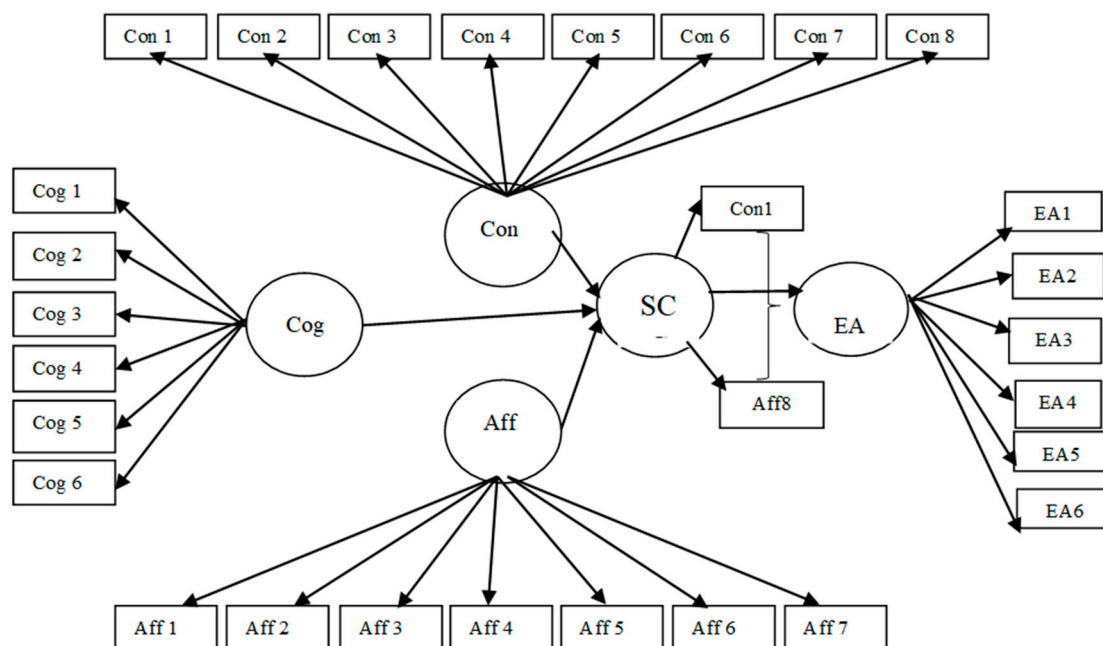 Con 1
Con 2
Con 3
Con 4
Con 5
Con 6
Con 7
Con 8
Cog 1
Cog 2
Cog 3
Cog 4
Cog 5
Cog 6
Con
Cog
Aff
SC
Con1
Aff8
EA
EA1
EA2
EA3
EA4
EA5
EA6
Aff 1
Aff 2
Aff 3
Aff 4
Aff 5
Aff 6
Aff 7